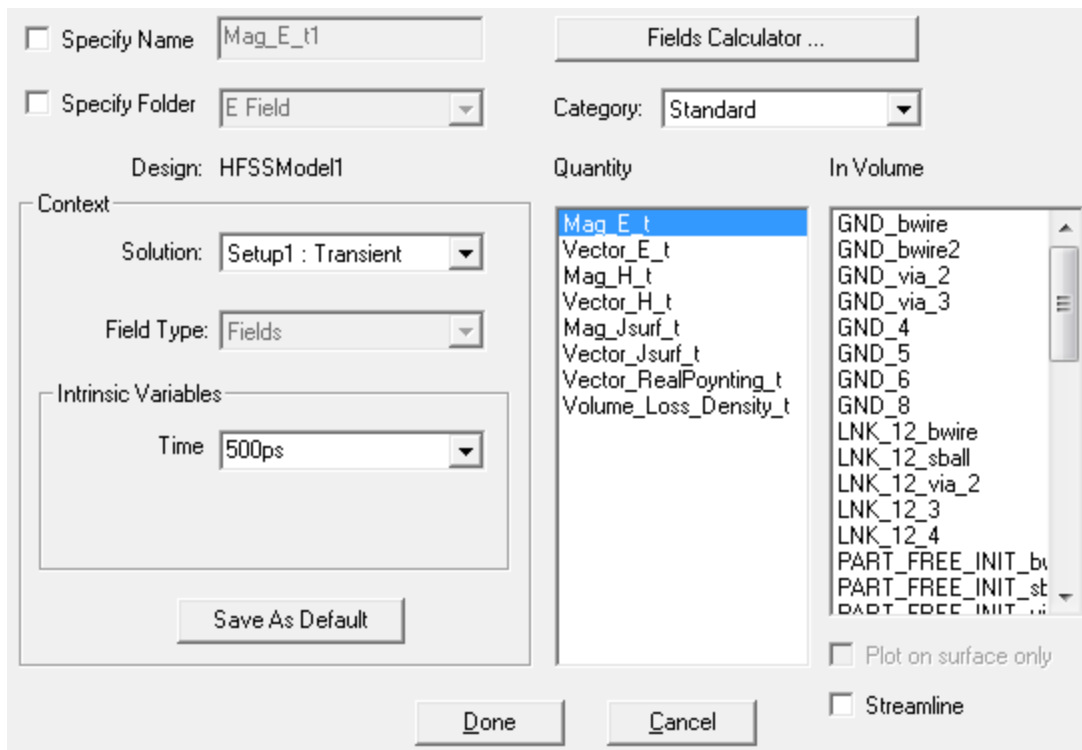 Specify Name Mag_E_t1 Fields Calculator ...
Specify Folder E Field Category: Standard
Design: HFSSModel1 Quantity In Volume
Context
Solution: Setup1 : Transient
Field Type: Fields
Intrinsic Variables
Time 500ps
Save As Default
Mag_E_t
Vector_E_t
Mag_H_t
Vector_H_t
Mag_Jsurf_t
Vector_Jsurf_t
Vector_RealPoynting_t
Volume_Loss_Density_t
GND_bwire
GND_bwire2
GND_via_2
GND_via_3
GND_4
GND_5
GND_6
GND_8
LNK_12_bwire
LNK_12_sball
LNK_12_via_2
LNK_12_3
LNK_12_4
PART_FREE_INIT_bu
PART_FREE_INIT_sb
PART_FREE_INIT_vi
Plot on surface only
Streamline
Done Cancel